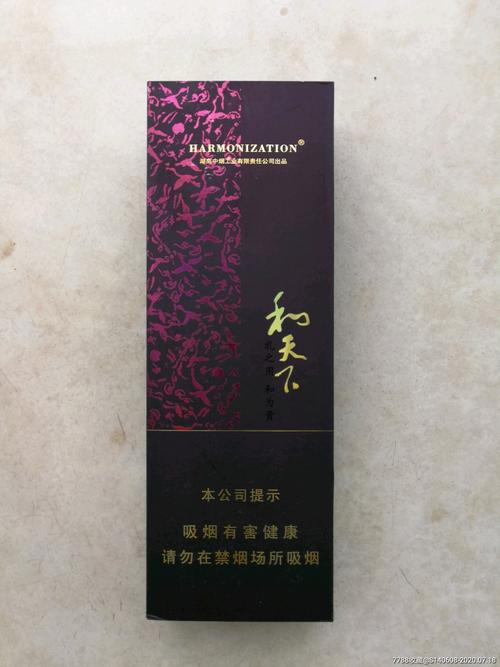 HARMONIZATION®
湖南中烟工业有限责任公司出品
和天下
礼之用 和为贵
本公司提示
吸烟有害健康
请勿在禁烟场所吸烟
7788收藏@S140608-2020.07.16